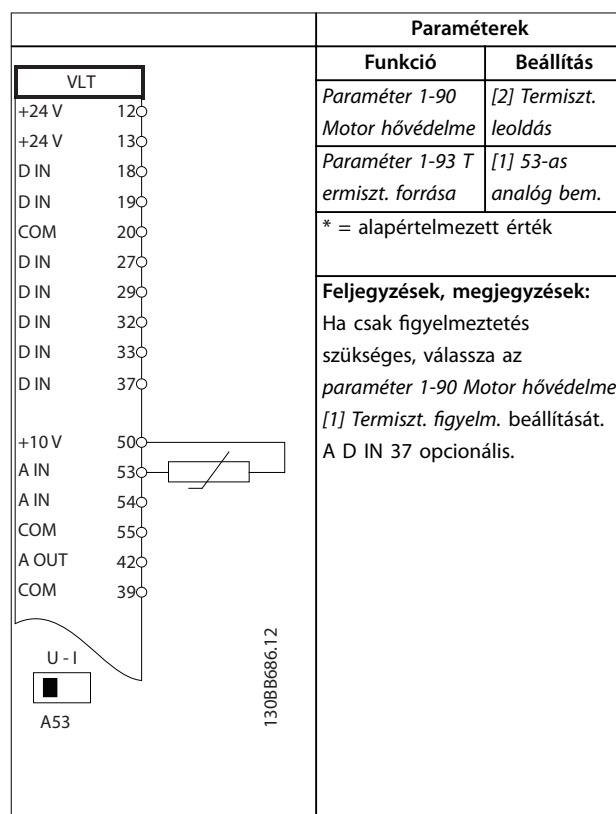 VLT
+24 V 12
+24 V 13
D IN 18
D IN 19
COM 20
D IN 27
D IN 29
D IN 32
D IN 33
D IN 37
+10 V 50
A IN 53
A IN 54
COM 55
A OUT 42
COM 39
U - I
A53
130BB686.12
Paraméterek
Funkció Beállítás
Paraméter 1-90 [2] Termiszt.
Motor hővédelme leoldás
Paraméter 1-93 T [1] 53-as
ermiszt. forrása analóg bem.
* = alapértelmezett érték
Feljegyzések, megjegyzések:
Ha csak figyelmeztetés
szükséges, válassza az
paraméter 1-90 Motor hővédelme
[1] Termiszt. figyelm. beállítását.
A D IN 37 opcionális.